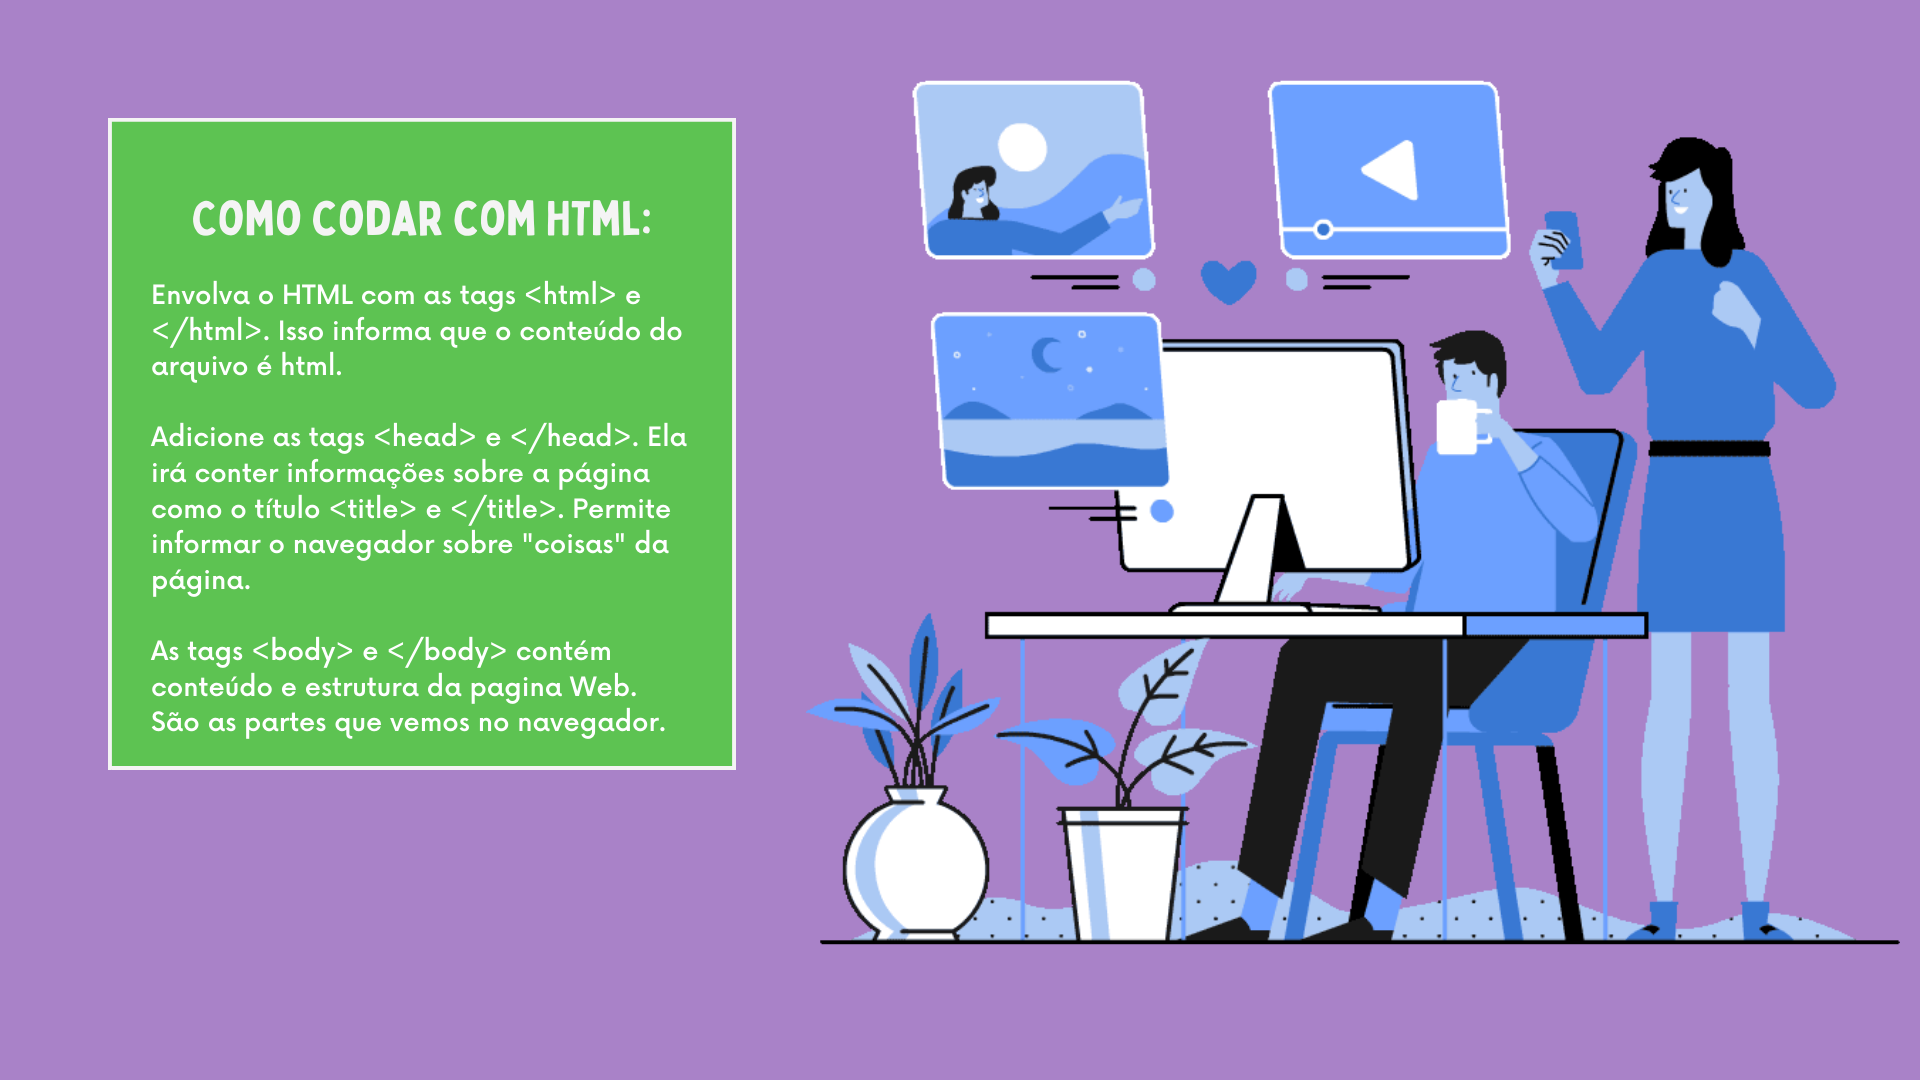 COMO CODAR COM HTML:
Envolva o HTML com as tags <html> e
</html>. Isso informa que o conteúdo do
arquivo é html.
Adicione as tags <head> e </head>. Ela
irá conter informações sobre a página
como o título <title> e </title>. Permite
informar o navegador sobre "coisas" da
página.
As tags <body> e </body> contém
conteúdo e estrutura da pagina Web.
São as partes que vemos no navegador.